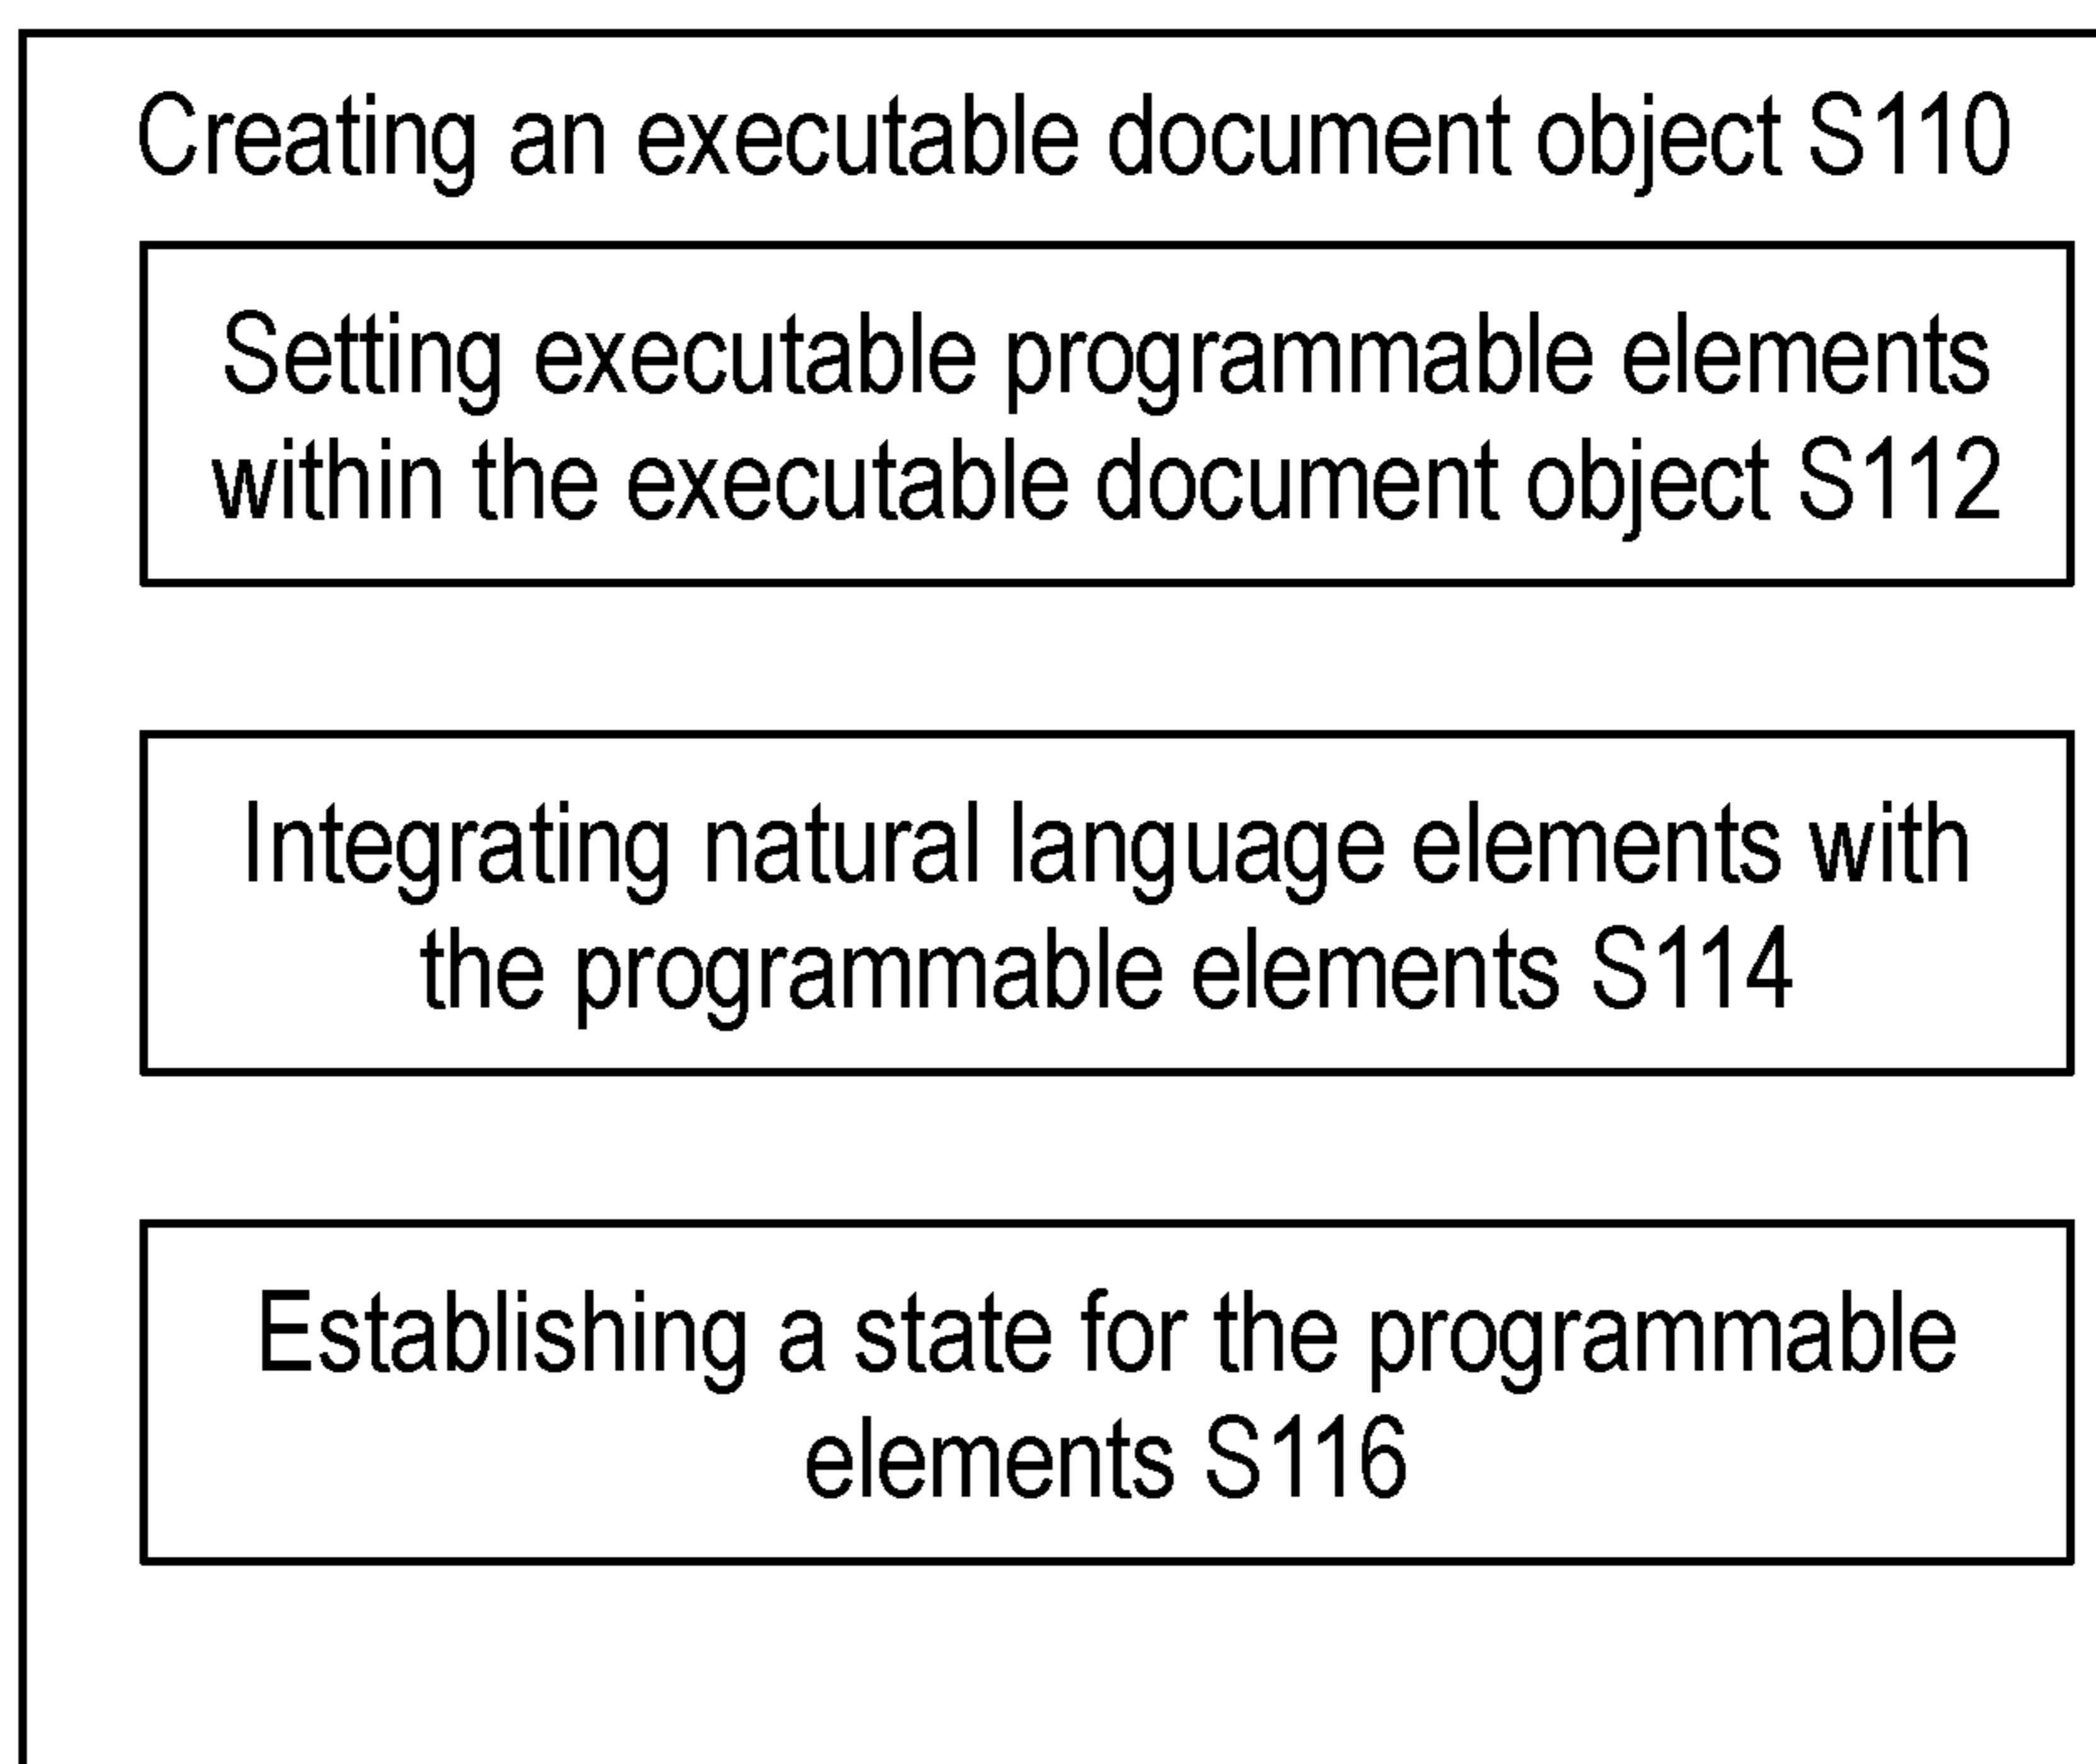 Creating an executable document object S110
Setting executable programmable elements
within the executable document object S112
Integrating natural language elements with
the programmable elements S114
Establishing a state for the programmable
elements S116